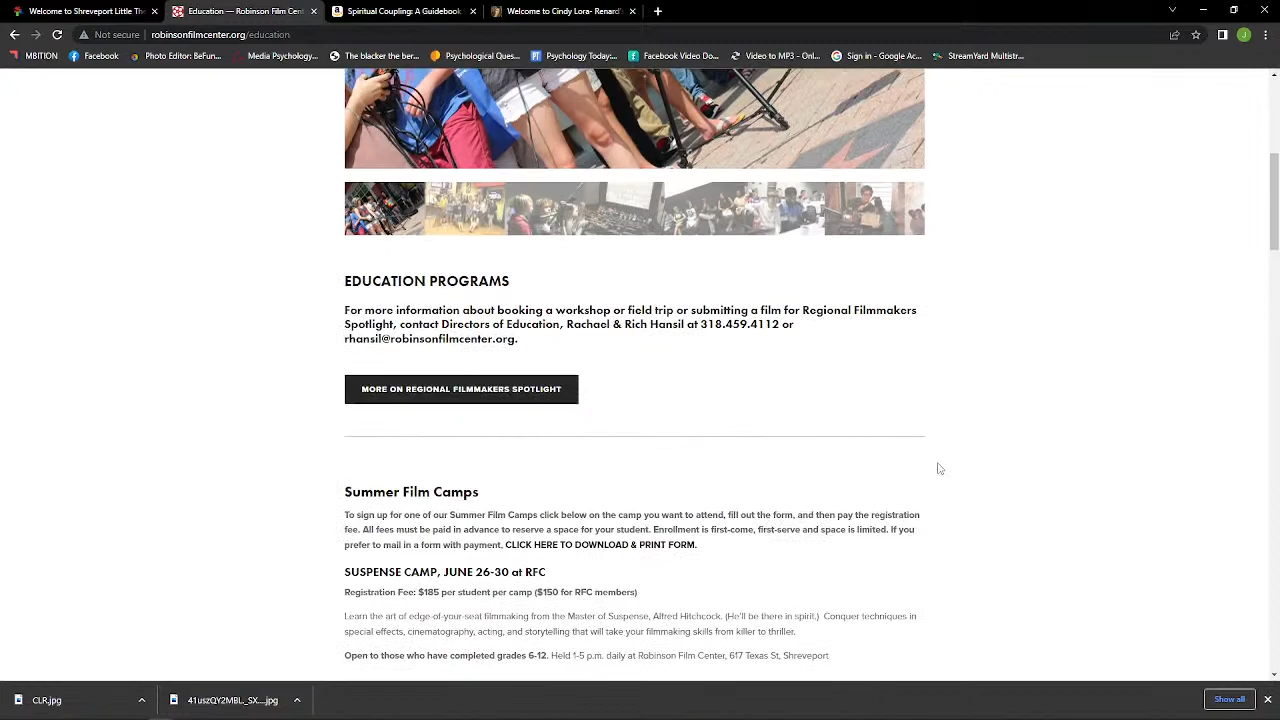 Welcome to Shreveport Little The
Education — Robinson Film Cent
Spiritual Coupling: A Guidebook
Welcome to Cindy Lora-Renard's
Not secure
robinsonfilmcenter.org/education
MBITION
Facebook
Photo Editor: BeFun...
Media Psychology...
The blacker the ber...
Psychological Ques...
Psychology Today:...
Facebook Video Do...
Video to MP3 - Onl...
Sign in - Google Ac...
StreamYard Multistr...
EDUCATION PROGRAMS
For more information about booking a workshop or field trip or submitting a film for Regional Filmmakers
Spotlight, contact Directors of Education, Rachael & Rich Hansil at 318.459.4112 or
rhansil@robinsonfilmcenter.org.
MORE ON REGIONAL FILMMAKERS SPOTLIGHT
Summer Film Camps
To sign up for one of our Summer Film Camps click below on the camp you want to attend, fill out the form, and then pay the registration
fee. All fees must be paid in advance to reserve a space for your student. Enrollment is first-come, first-serve and space is limited. If you
prefer to mail in a form with payment, CLICK HERE TO DOWNLOAD & PRINT FORM.
SUSPENSE CAMP, JUNE 26-30 at RFC
Registration Fee: $185 per student per camp ($150 for RFC members)
Learn the art of edge-of-your-seat filmmaking from the Master of Suspense, Alfred Hitchcock. (He'll be there in spirit.) Conquer techniques in
special effects, cinematography, acting, and storytelling that will take your filmmaking skills from killer to thriller.
Open to those who have completed grades 6-12. Held 1-5 p.m. daily at Robinson Film Center, 617 Texas St, Shreveport
CLR.jpg
41uszQY2MBL._SX....jpg
Show all